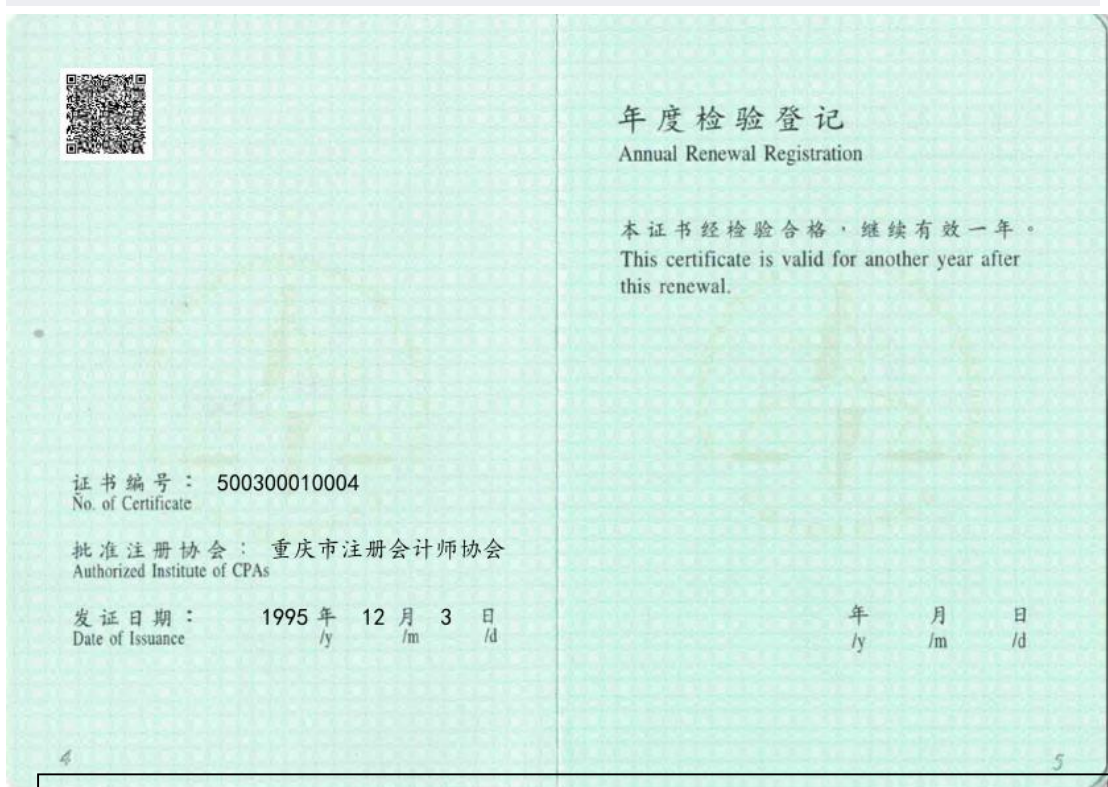 证书编号: 500300010004
No. of Certificate
批准注册协会: 重庆市注册会计师协会
Authorized Institute of CPAs
发证日期: 1995 年 12 月 3 日
Date of Issuance /y /m /d
4
年度检验登记
Annual Renewal Registration
本证书经检验合格，继续有效一年。
This certificate is valid for another year after
this renewal.
年 月 日
/y /m /d
5